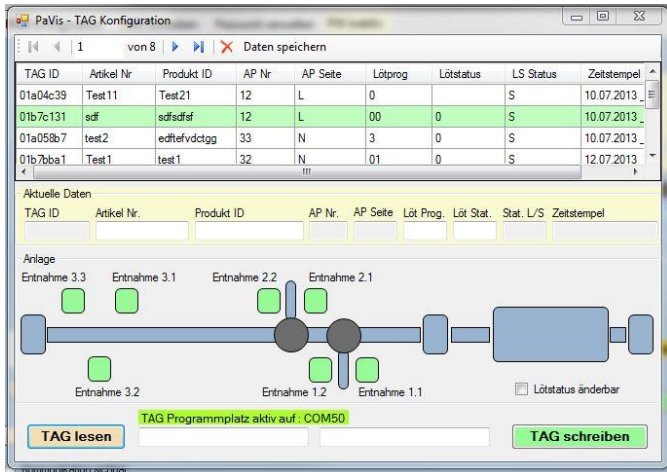 PaVis - TAG Konfiguration
1 von 8 Daten speichern
TAG ID Artikel Nr Produkt ID AP Nr AP Seite Lötprog Lötstatus LS Status Zeitstempel
01a04c39 Test11 Test21 12 L 0 S 10.07.2013 _
01b7c131 sdf sdfsdfsf 12 L 00 0 S 10.07.2013 _
01a058b7 test2 edftefvdctgg 33 N 3 0 S 10.07.2013 _
01b7bba1 Test1 test1 32 N 01 0 S 12.07.2013
Aktuelle Daten
TAG ID Artikel Nr. Produkt ID AP Nr. AP Seite Löt Prog. Löt Stat. Stat. L/S Zeitstempel
Anlage
Entnahme 3.3 Entnahme 3.1 Entnahme 2.2 Entnahme 2.1
Entnahme 3.2 Entnahme 1.2 Entnahme 1.1 Lötstatus änderbar
TAG Programmplatz aktiv auf : COM50
TAG lesen TAG schreiben